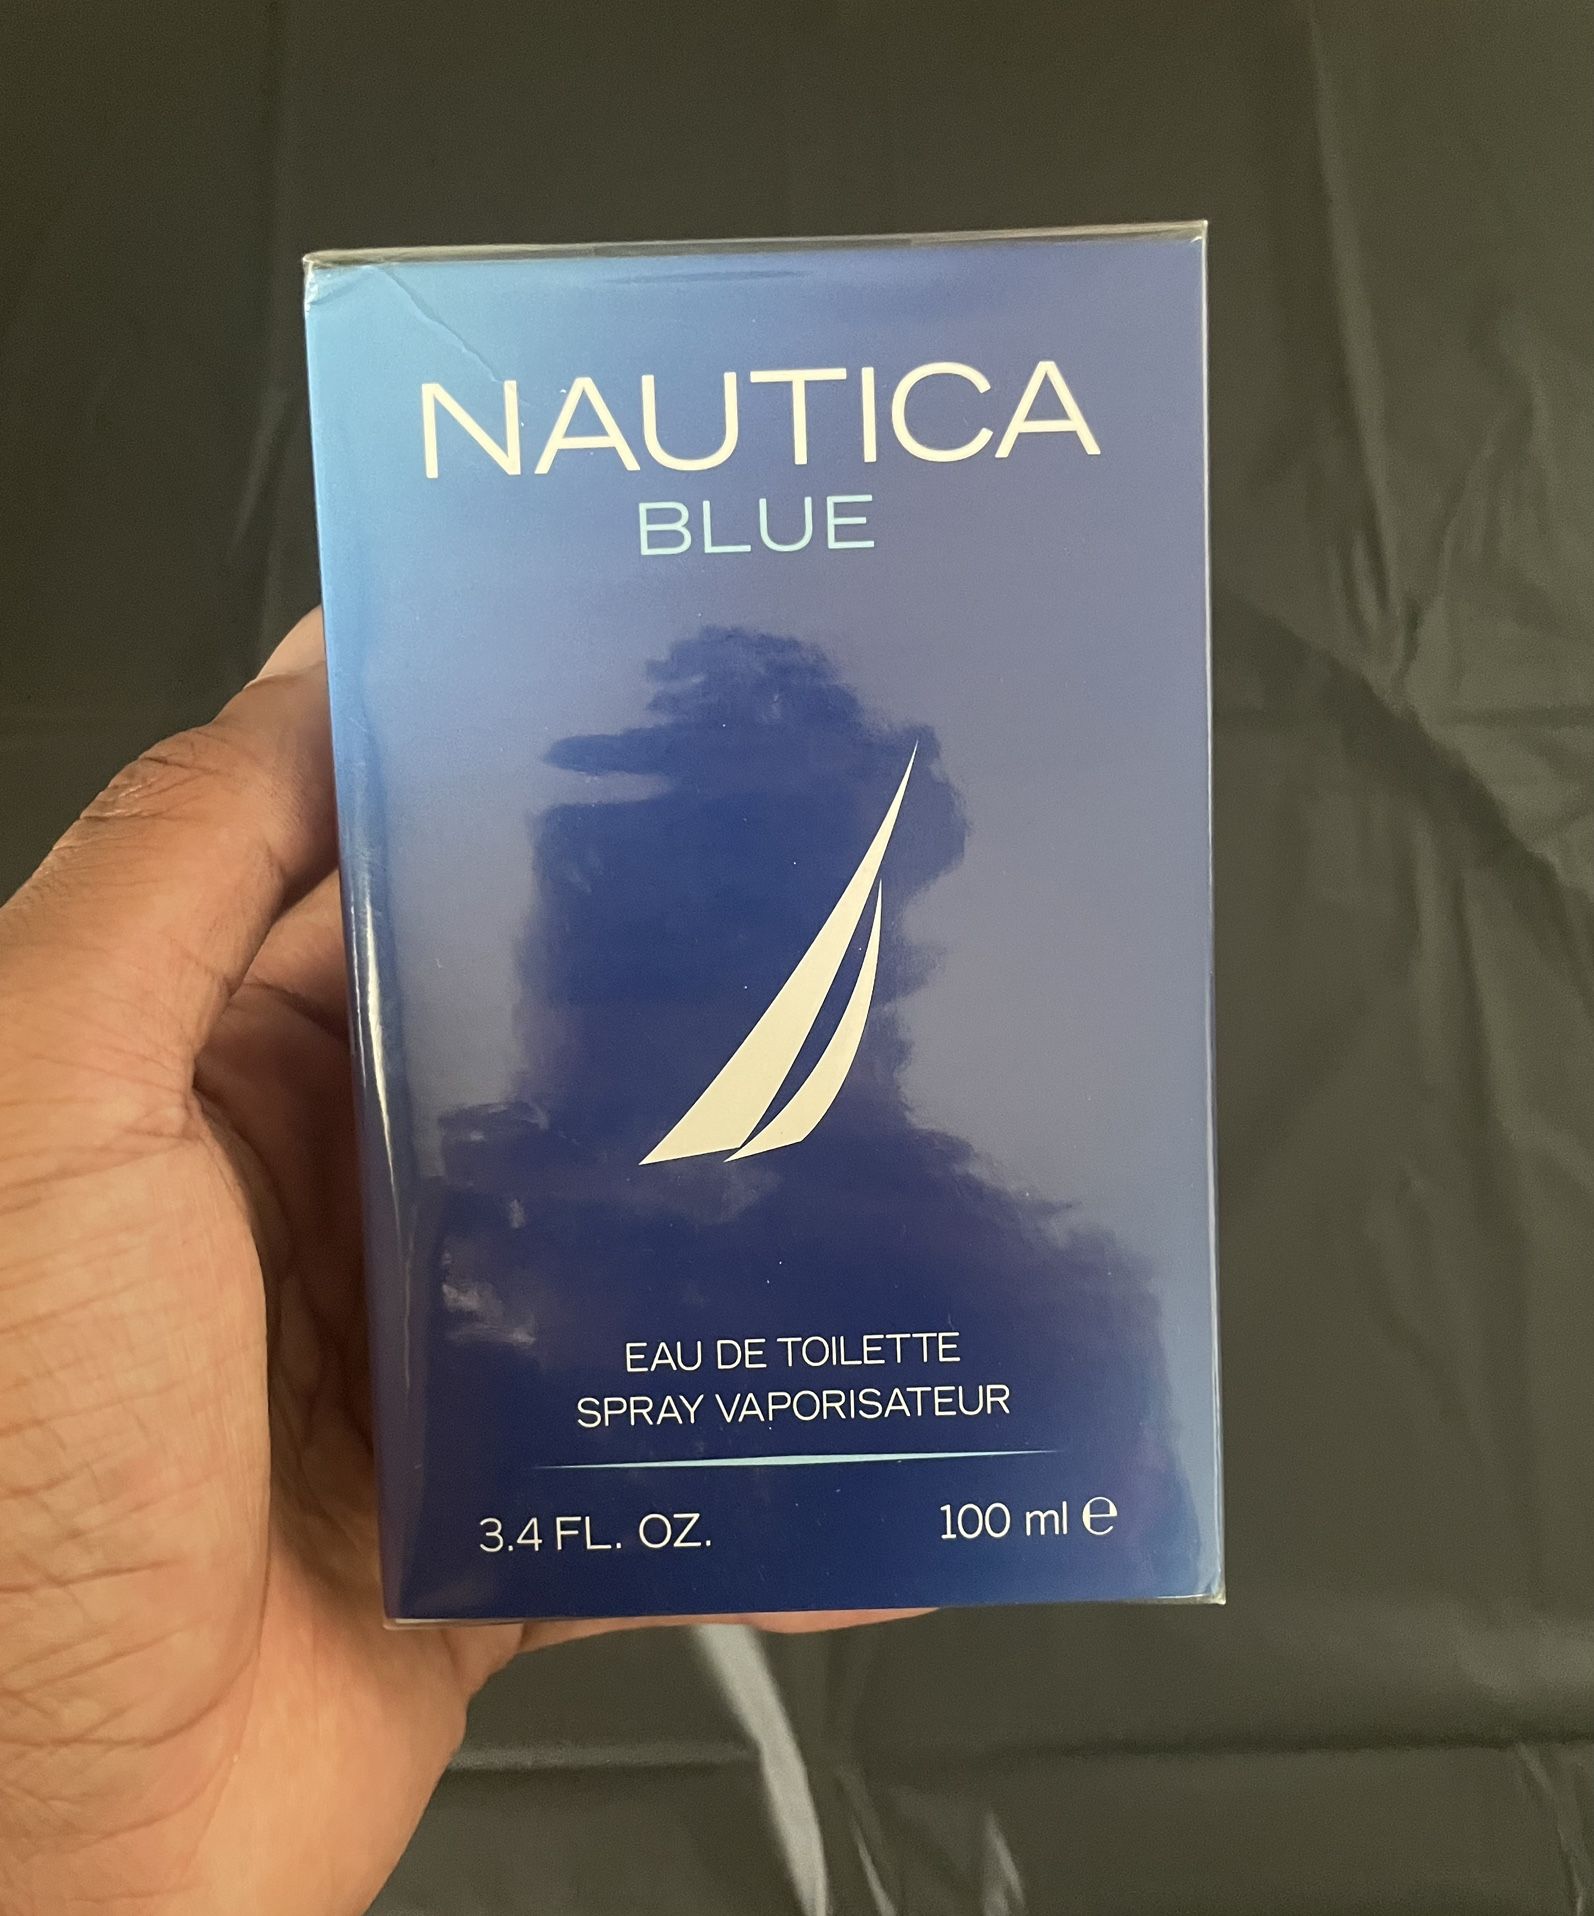 NAUTICA
BLUE
EAU DE TOILETTE
SPRAY VAPORISATEUR
3.4 FL. OZ. 100 ml ℮